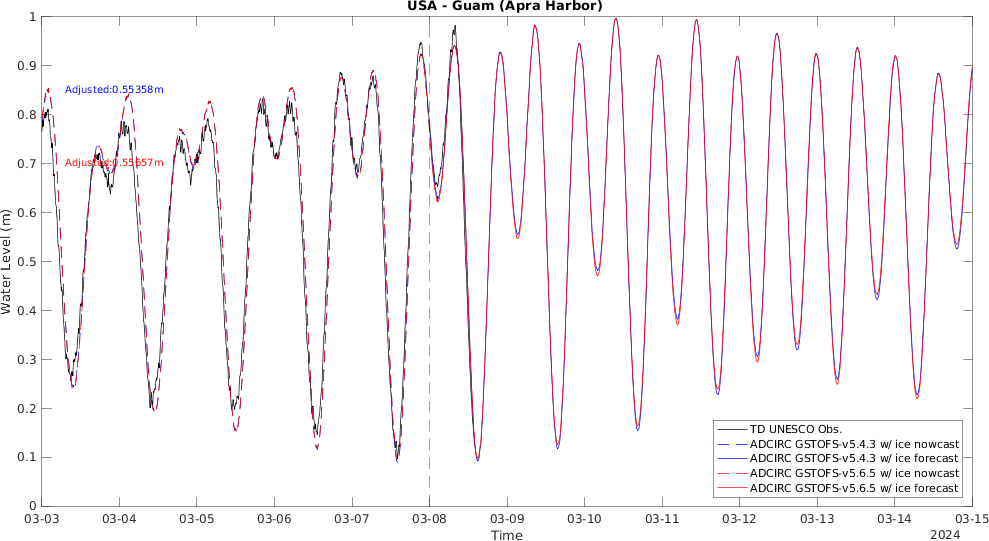 USA - Guam (Apra Harbor)
1
0.9
0.8
0.7
0.6
0.5
0.4
0.3
0.2
0.1
0
Water Level (m)
Adjusted:0.55358m
Adjusted:0.55657m
TD UNESCO Obs.
ADCIRC GSTOFS-v5.4.3 w/ ice nowcast
ADCIRC GSTOFS-v5.4.3 w/ ice forecast
ADCIRC GSTOFS-v5.6.5 w/ ice nowcast
ADCIRC GSTOFS-v5.6.5 w/ ice forecast
03-03 03-04 03-05 03-06 03-07 03-08 03-09 03-10 03-11 03-12 03-13 03-14 03-15
Time
2024